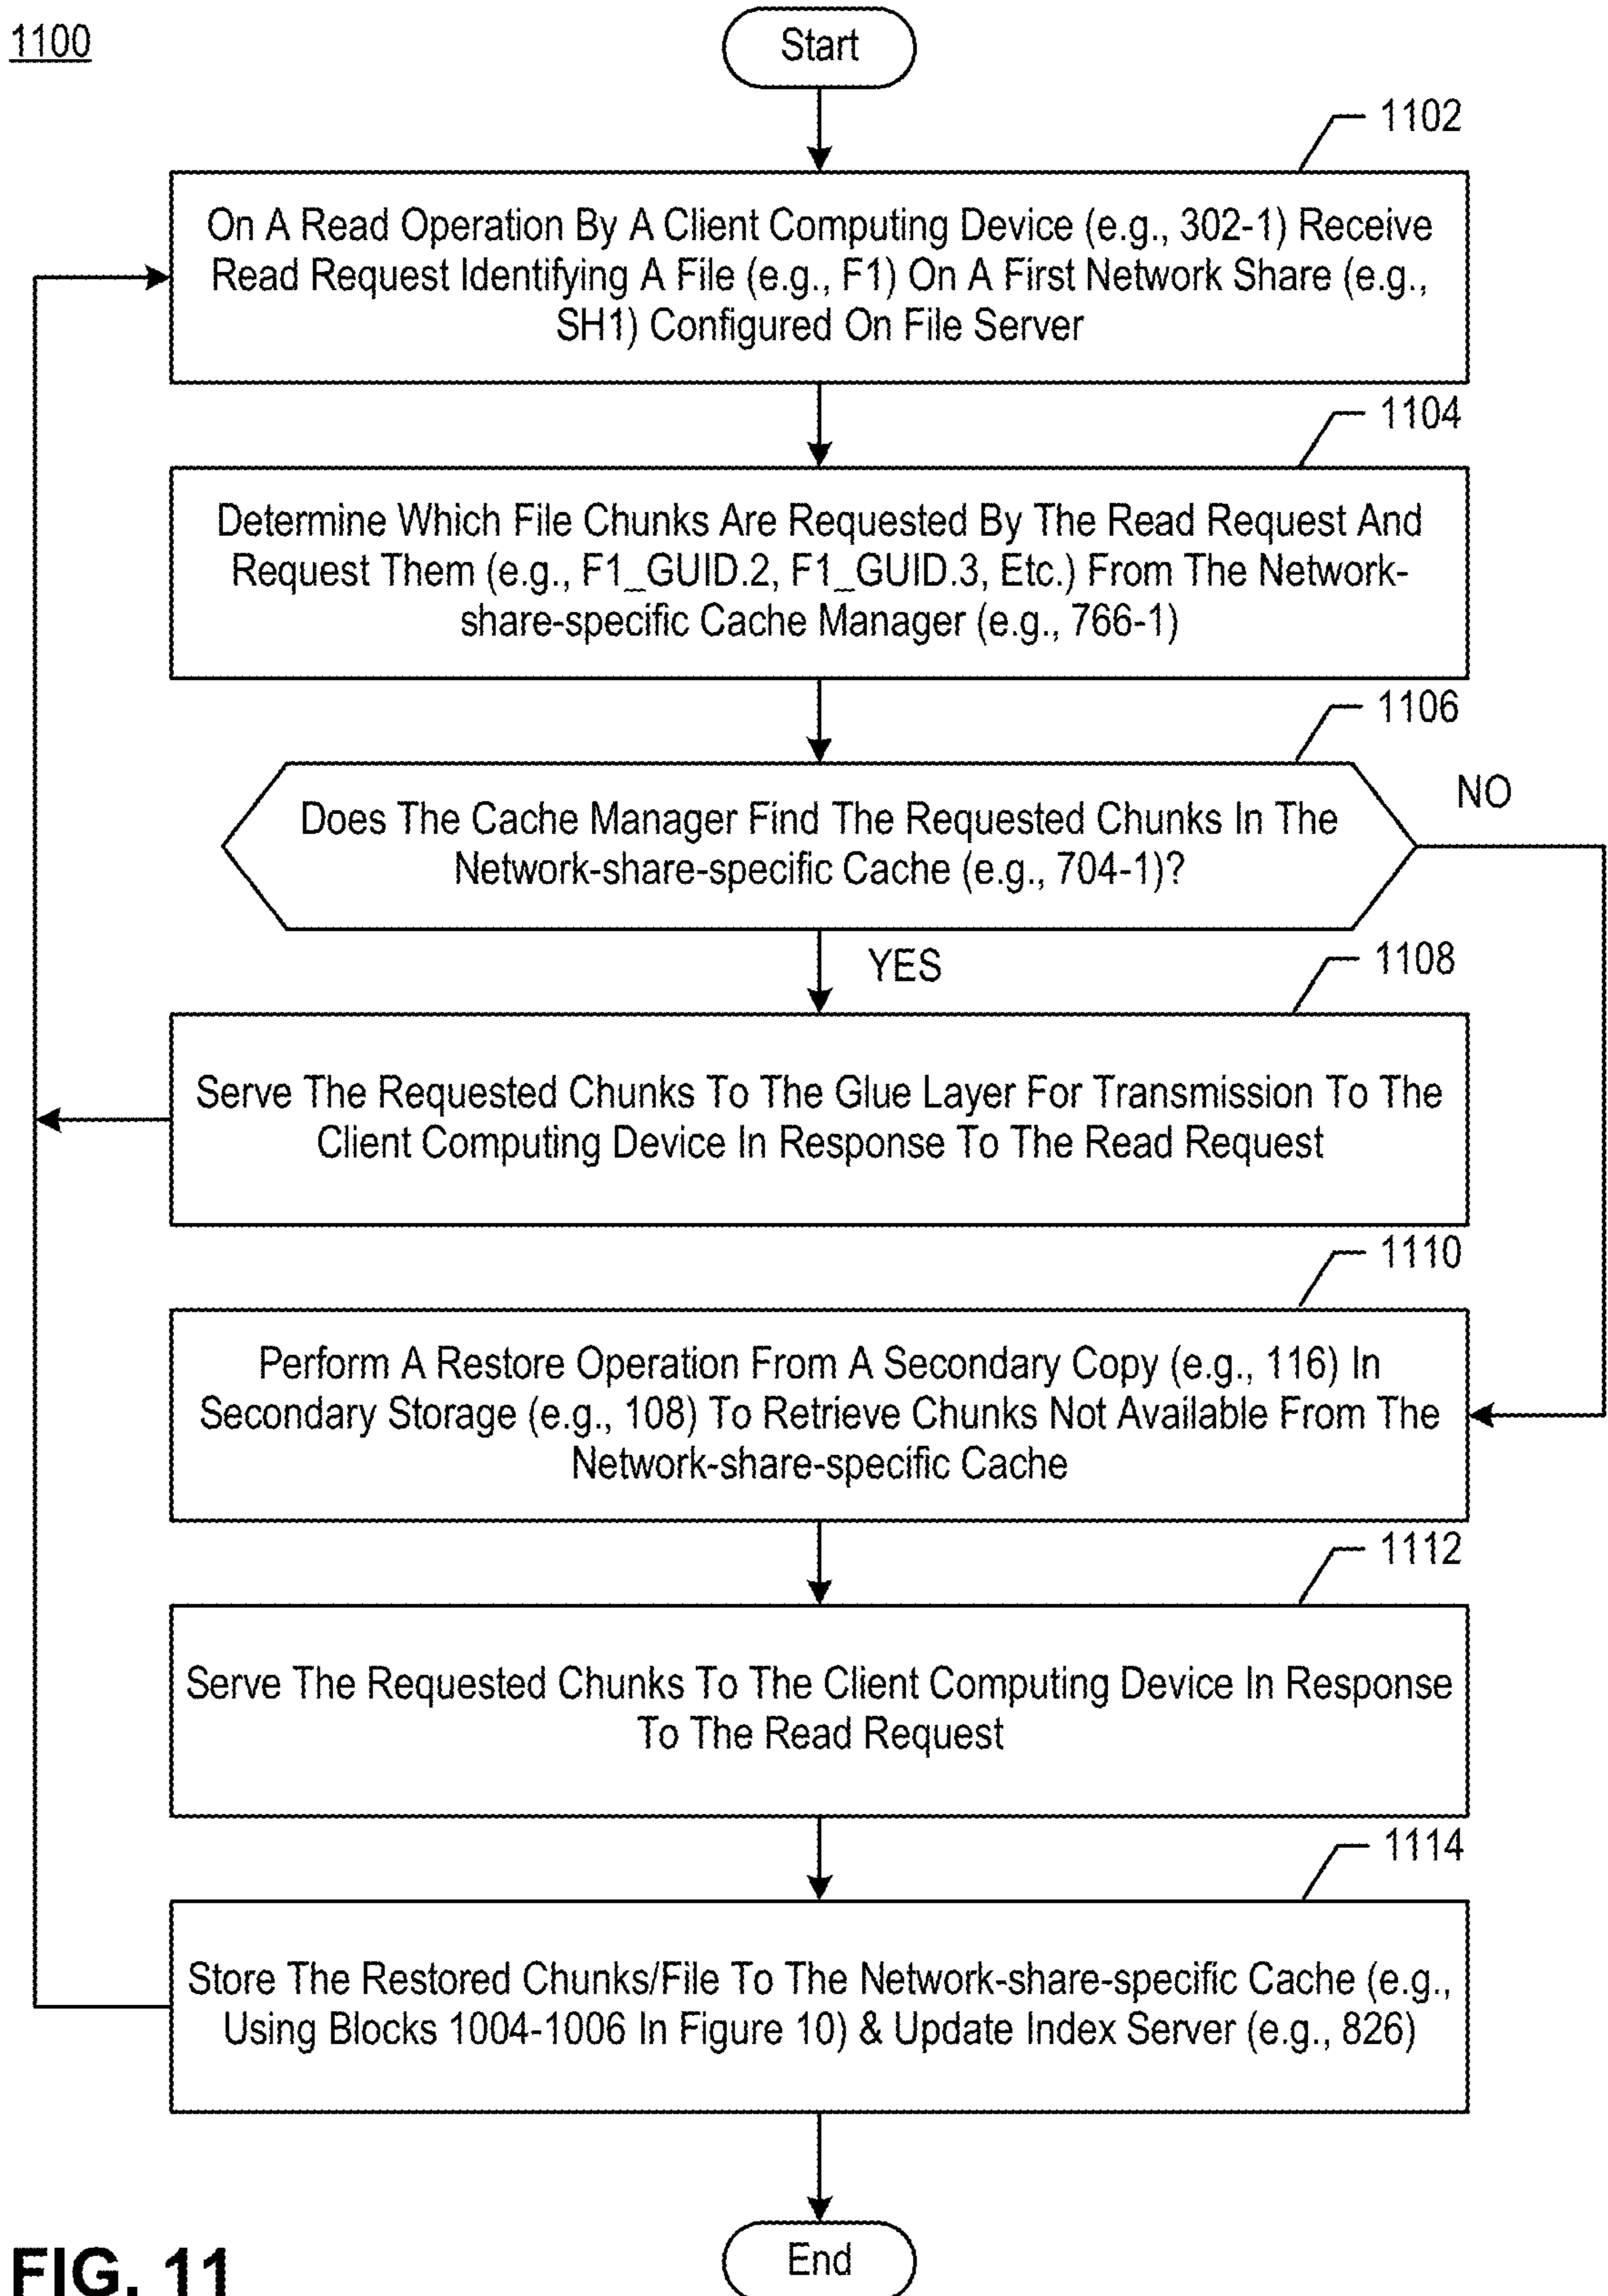 1100
Start
1102
On A Read Operation By A Client Computing Device (e.g., 302-1) Receive
Read Request Identifying A File (e.g., F1) On A First Network Share (e.g.,
SH1) Configured On File Server
1104
Determine Which File Chunks Are Requested By The Read Request And
Request Them (e.g., F1_GUID.2, F1_GUID.3, Etc.) From The Network-
share-specific Cache Manager (e.g., 766-1)
1106
Does The Cache Manager Find The Requested Chunks In The
Network-share-specific Cache (e.g., 704-1)?
NO
YES
1108
Serve The Requested Chunks To The Glue Layer For Transmission To The
Client Computing Device In Response To The Read Request
1110
Perform A Restore Operation From A Secondary Copy (e.g., 116) In
Secondary Storage (e.g., 108) To Retrieve Chunks Not Available From The
Network-share-specific Cache
1112
Serve The Requested Chunks To The Client Computing Device In Response
To The Read Request
1114
Store The Restored Chunks/File To The Network-share-specific Cache (e.g.,
Using Blocks 1004-1006 In Figure 10) & Update Index Server (e.g., 826)
End
FIG. 11